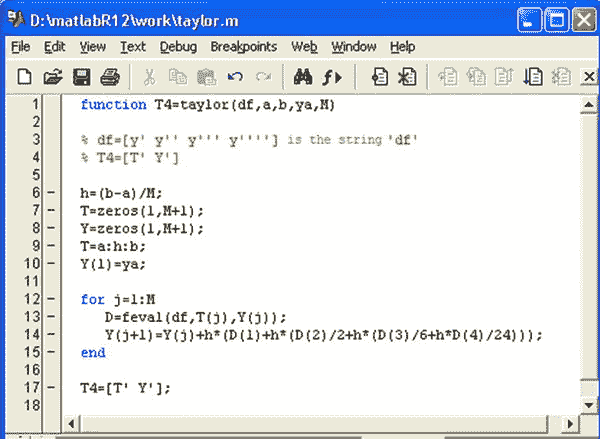 D:\matlabR12\work\taylor.m
File Edit View Text Debug Breakpoints Web Window Help
1 function T4=taylor(df,a,b,ya,M)
2
3 % df=[y' y'' y''' y''''] is the string 'df'
4 % T4=[T' Y']
5
6 – h=(b-a)/M;
7 – T=zeros(1,M+1);
8 – Y=zeros(1,M+1);
9 – T=a:h:b;
10 – Y(1)=ya;
11
12 – for j=1:M
13 – D=feval(df,T(j),Y(j));
14 – Y(j+1)=Y(j)+h*(D(1)+h*(D(2)/2+h*(D(3)/6+h*D(4)/24)));
15 – end
16
17 – T4=[T' Y'];
18